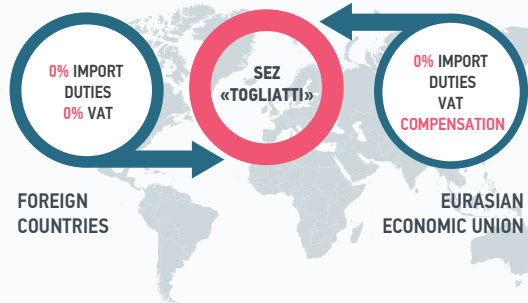 0% IMPORT
DUTIES
0% VAT
SEZ
«TOGLIATTI»
0% IMPORT
DUTIES
VAT
COMPENSATION
FOREIGN
COUNTRIES
EURASIAN
ECONOMIC UNION